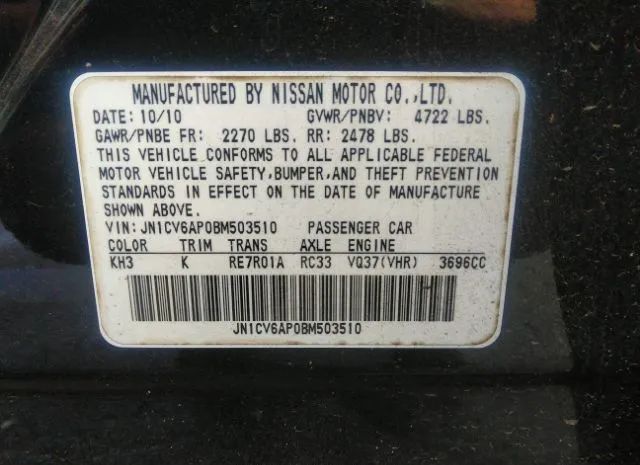 MANUFACTURED BY NISSAN MOTOR CO.,LTD.
DATE: 10/10 GVWR/PNBV: 4722 LBS.
GAWR/PNBE FR: 2270 LBS. RR: 2478 LBS.
THIS VEHICLE CONFORMS TO ALL APPLICABLE FEDERAL
MOTOR VEHICLE SAFETY,BUMPER,AND THEFT PREVENTION
STANDARDS IN EFFECT ON THE DATE OF MANUFACTURE
SHOWN ABOVE.
VIN: JN1CV6AP0BM503510 PASSENGER CAR
COLOR TRIM TRANS AXLE ENGINE
KH3 K RE7R01A RC33 VQ37(VHR) 3696CC
JN1CV6AP0BM503510